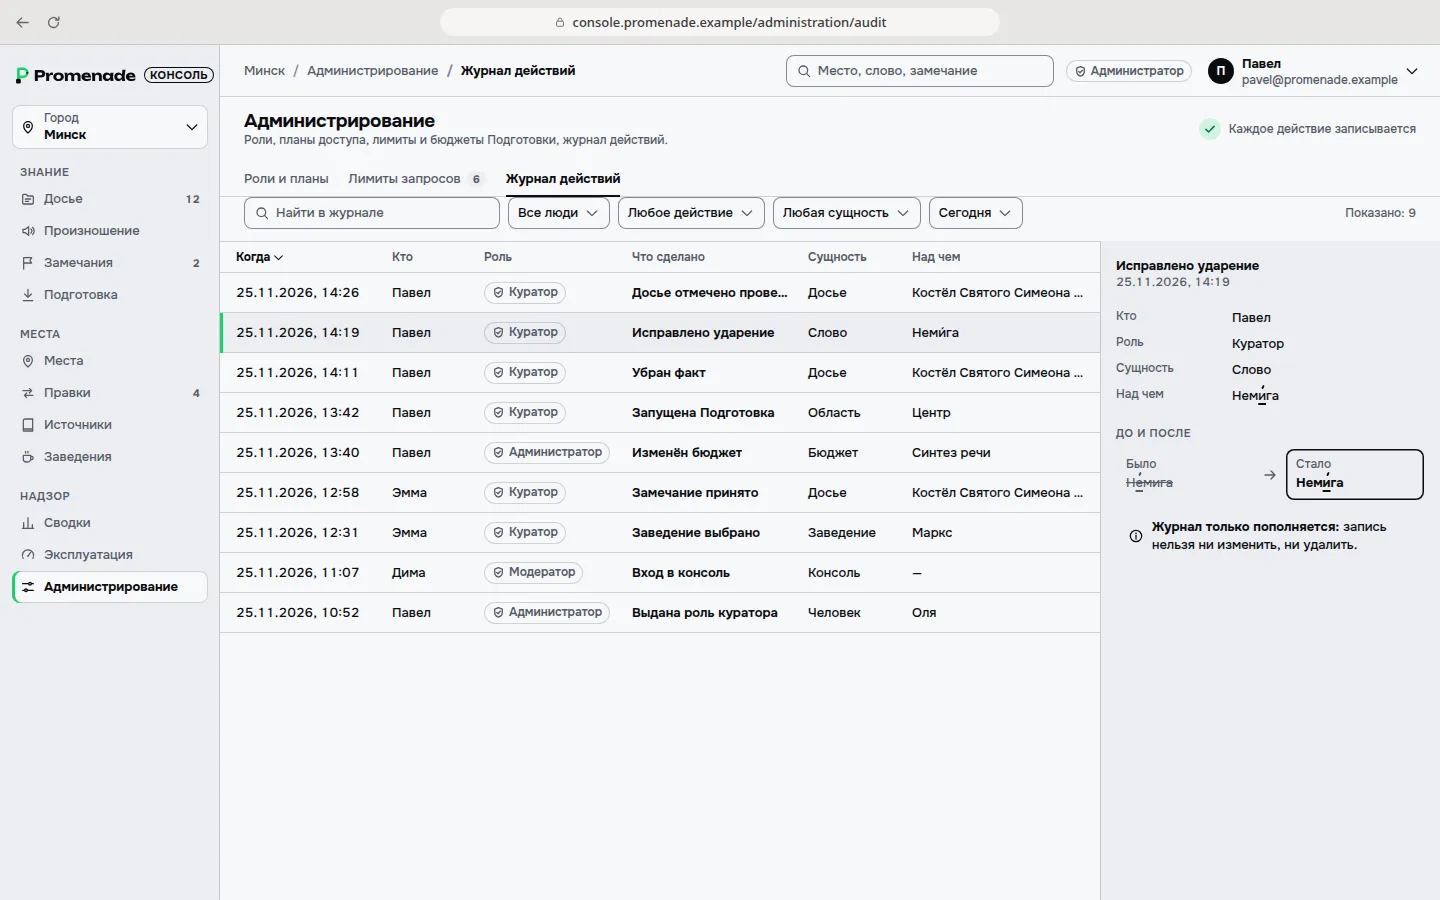 console.promenade.example/administration/audit
Promenade КОНСОЛЬ
Город
Минск
ЗНАНИЕ
Досье 12
Произношение
Замечания 2
Подготовка
МЕСТА
Места
Правки 4
Источники
Заведения
НАДЗОР
Сводки
Эксплуатация
Администрирование
Минск / Администрирование / Журнал действий
Место, слово, замечание
Администратор
П
Павел
pavel@promenade.example
Администрирование
Роли, планы доступа, лимиты и бюджеты Подготовки, журнал действий.
Каждое действие записывается
Роли и планы Лимиты запросов 6 Журнал действий
Найти в журнале Все люди Любое действие Любая сущность Сегодня Показано: 9
Когда Кто Роль Что сделано Сущность Над чем
25.11.2026, 14:26 Павел Куратор Досье отмечено прове... Досье Костёл Святого Симеона ...
25.11.2026, 14:19 Павел Куратор Исправлено ударение Слово Неми́га
25.11.2026, 14:11 Павел Куратор Убран факт Досье Костёл Святого Симеона ...
25.11.2026, 13:42 Павел Куратор Запущена Подготовка Область Центр
25.11.2026, 13:40 Павел Администратор Изменён бюджет Бюджет Синтез речи
25.11.2026, 12:58 Эмма Куратор Замечание принято Досье Костёл Святого Симеона ...
25.11.2026, 12:31 Эмма Куратор Заведение выбрано Заведение Маркс
25.11.2026, 11:07 Дима Модератор Вход в консоль Консоль —
25.11.2026, 10:52 Павел Администратор Выдана роль куратора Человек Оля
Исправлено ударение
25.11.2026, 14:19
Кто Павел
Роль Куратор
Сущность Слово
Над чем Неми́га
ДО И ПОСЛЕ
Было
Не́мига
→
Стало
Неми́га
Журнал только пополняется: запись
нельзя ни изменить, ни удалить.